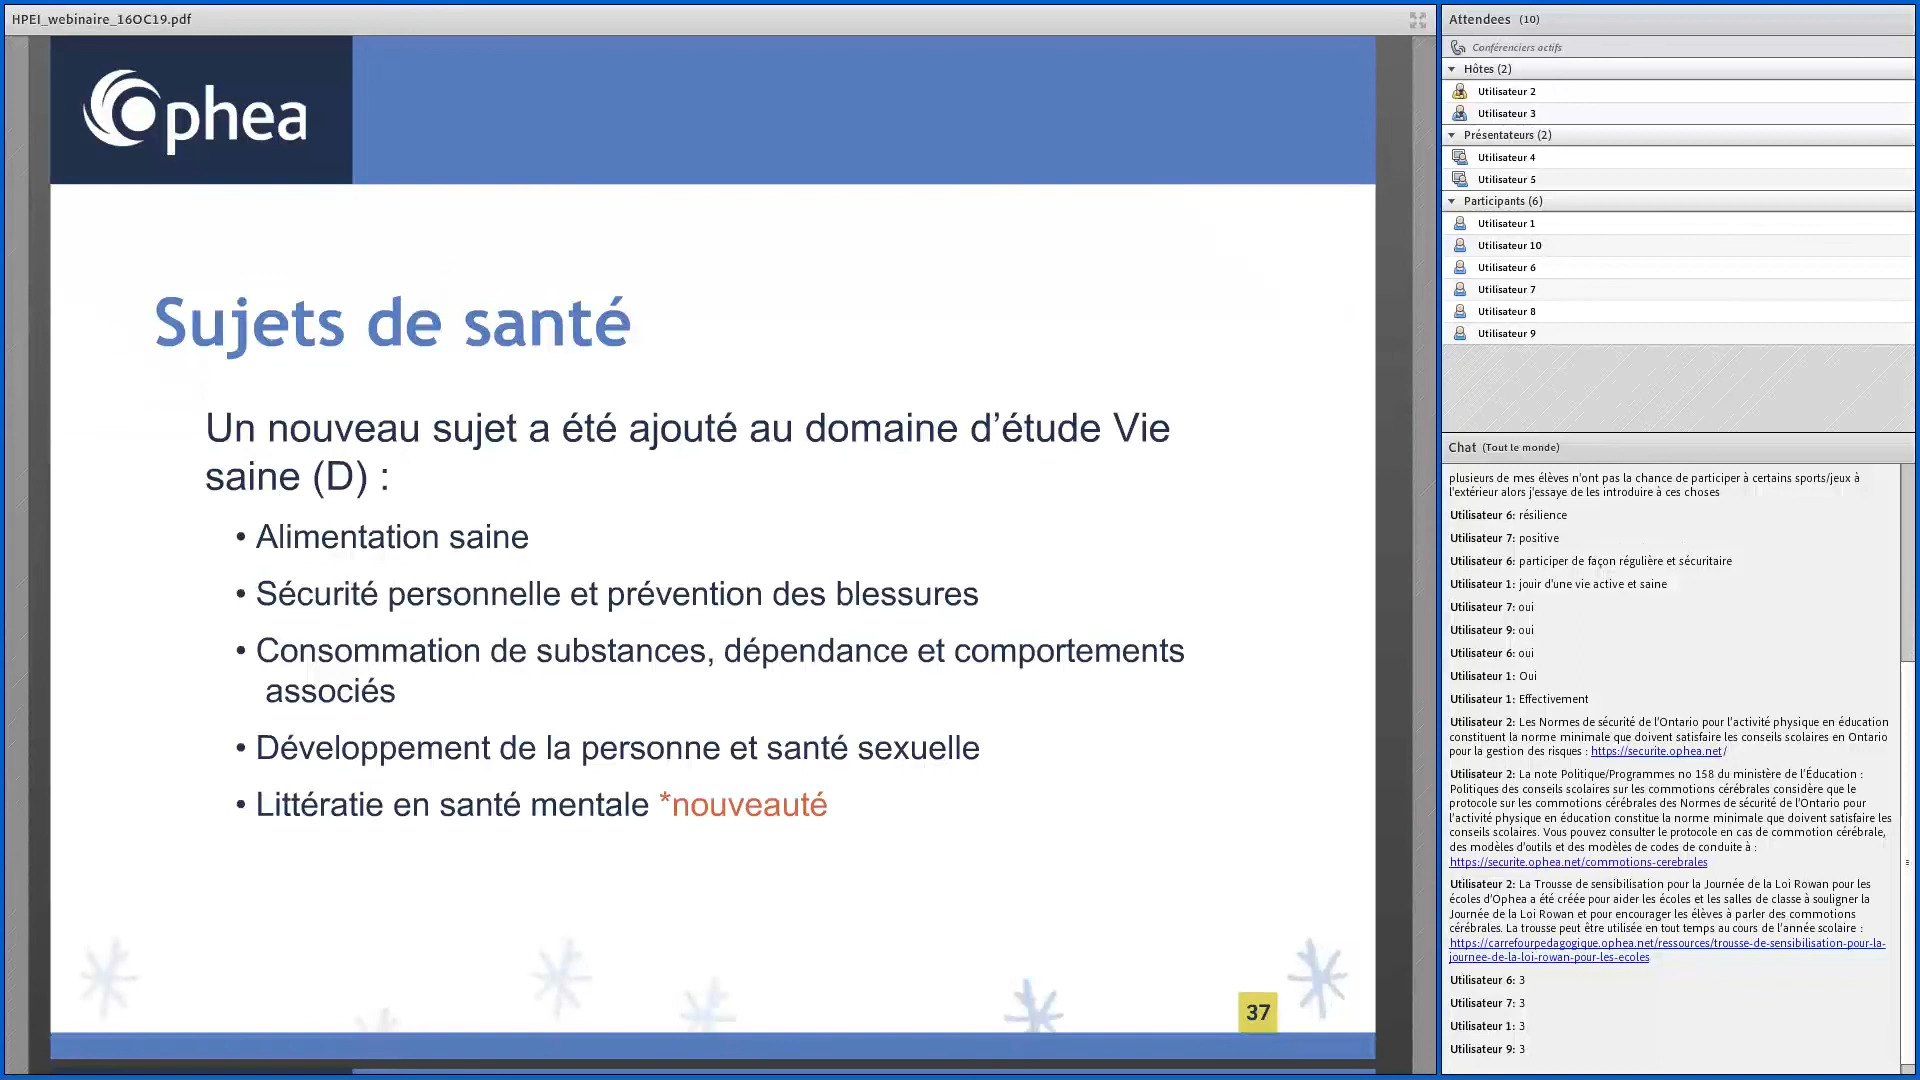 HPEI_webinaire_16OC19.pdf
Ophea
Sujets de santé
Un nouveau sujet a été ajouté au domaine d’étude Vie
saine (D) :
• Alimentation saine
• Sécurité personnelle et prévention des blessures
• Consommation de substances, dépendance et comportements
associés
• Développement de la personne et santé sexuelle
• Littératie en santé mentale *nouveauté
37
Attendees (10)
Conférenciers actifs
Hôtes (2)
Utilisateur 2
Utilisateur 3
Présentateurs (2)
Utilisateur 4
Utilisateur 5
Participants (6)
Utilisateur 1
Utilisateur 10
Utilisateur 6
Utilisateur 7
Utilisateur 8
Utilisateur 9
Chat (Tout le monde)
plusieurs de mes élèves n'ont pas la chance de participer à certains sports/jeux à
l'extérieur alors j'essaye de les introduire à ces choses
Utilisateur 6: résilience
Utilisateur 7: positive
Utilisateur 6: participer de façon régulière et sécuritaire
Utilisateur 1: jour d'une vie active et saine
Utilisateur 7: oui
Utilisateur 9: oui
Utilisateur 6: oui
Utilisateur 1: Oui
Utilisateur 1: Effectivement
Utilisateur 2: Les Normes de sécurité de l’Ontario pour l’activité physique en éducation
constituent la norme minimale que doivent satisfaire les conseils scolaires en Ontario
pour la gestion des risques : https://securite.ophea.net/
Utilisateur 2: La note Politique/Programmes no 158 du ministère de l’Éducation :
Politiques des conseils scolaires sur les commotions cérébrales considère que le
protocole sur les commotions cérébrales des Normes de sécurité de l’Ontario pour
l’activité physique en éducation constitue la norme minimale que doivent satisfaire les
conseils scolaires. Vous pouvez consulter le protocole en cas de commotion cérébrale,
des modèles d’outils et des modèles de codes de conduite à :
https://securite.ophea.net/commotions-cerebrales
Utilisateur 2: La Trousse de sensibilisation pour la Journée de la Loi Rowan pour les
écoles d’Ophea a été créée pour aider les écoles et les salles de classe à souligner la
Journée de la Loi Rowan et pour encourager les élèves à parler des commotions
cérébrales. La trousse peut être utilisée en tout temps au cours de l’année scolaire :
https://carrefourpedagogique.ophea.net/ressources/trousse-de-sensibilisation-pour-la-
journee-de-la-loi-rowan-pour-les-ecoles
Utilisateur 6: 3
Utilisateur 7: 3
Utilisateur 1: 3
Utilisateur 9: 3